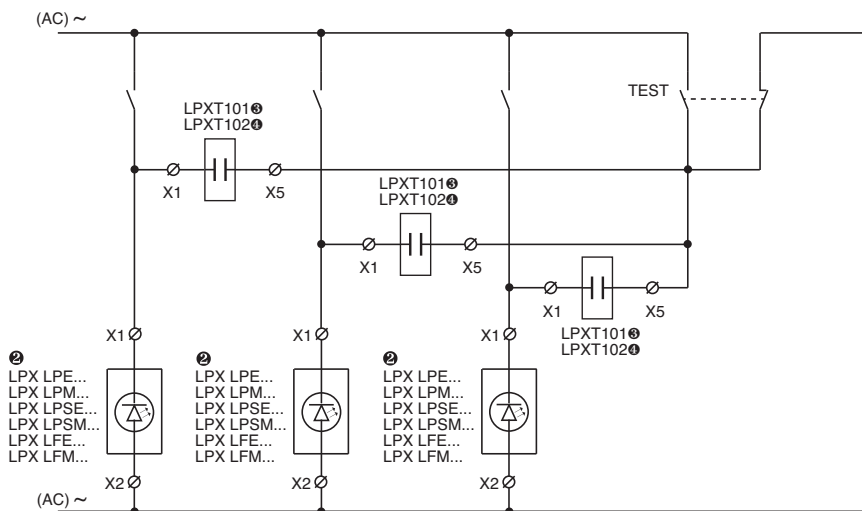 (AC) ~
TEST
LPXT101❸
LPXT102❹
X1
X5
LPXT101❸
LPXT102❹
X1
X5
X1
X5
LPXT101❸
LPXT102❹
X1
X1
X1
❷
LPX LPE...
LPX LPM...
LPX LPSE...
LPX LPSM...
LPX LFE...
LPX LFM...
❷
LPX LPE...
LPX LPM...
LPX LPSE...
LPX LPSM...
LPX LFE...
LPX LFM...
❷
LPX LPE...
LPX LPM...
LPX LPSE...
LPX LPSM...
LPX LFE...
LPX LFM...
X2
X2
X2
(AC) ~